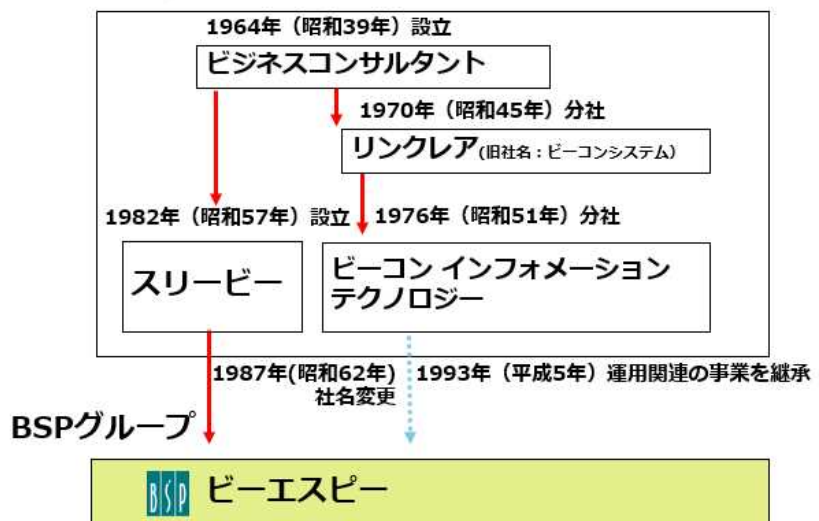 1964年（昭和39年）設立
ビジネスコンサルタント
1970年（昭和45年）分社
リンクレア(旧社名：ビーコンシステム）
1982年（昭和57年）設立
1976年（昭和51年）分社
スリービー
ビーコン インフォメーション
テクノロジー
1987年(昭和62年)
社名変更
1993年（平成5年）運用関連の事業を継承
BSPグループ
BSP ビーエスピー